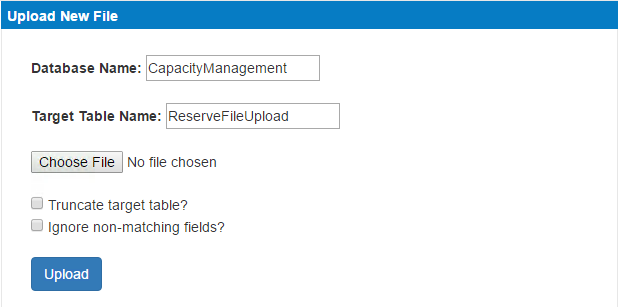 Upload New File
Database Name: CapacityManagement
Target Table Name: ReserveFileUpload
Choose File No file chosen
Truncate target table?
Ignore non-matching fields?
Upload